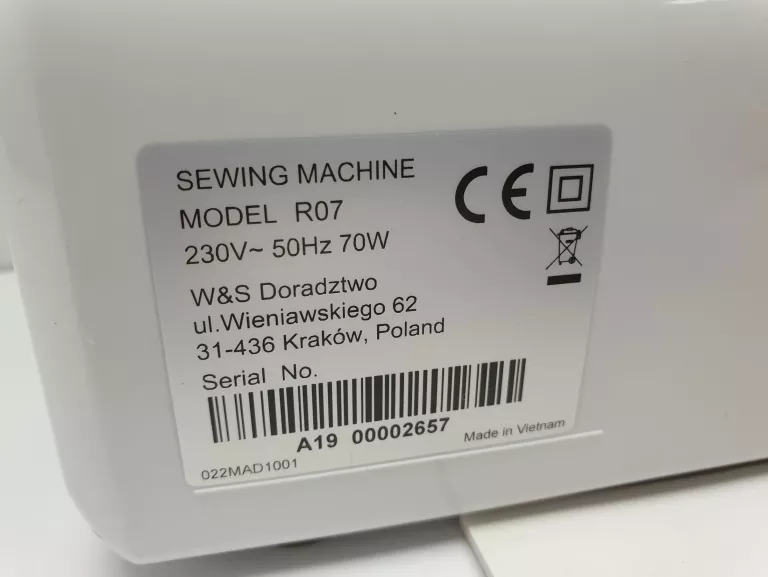 SEWING MACHINE
MODEL R07
230V~ 50Hz 70W
W&S Doradztwo
ul.Wieniawskiego 62
31-436 Kraków, Poland
Serial No.
A19 00002657
022MAD1001
Made in Vietnam
CE